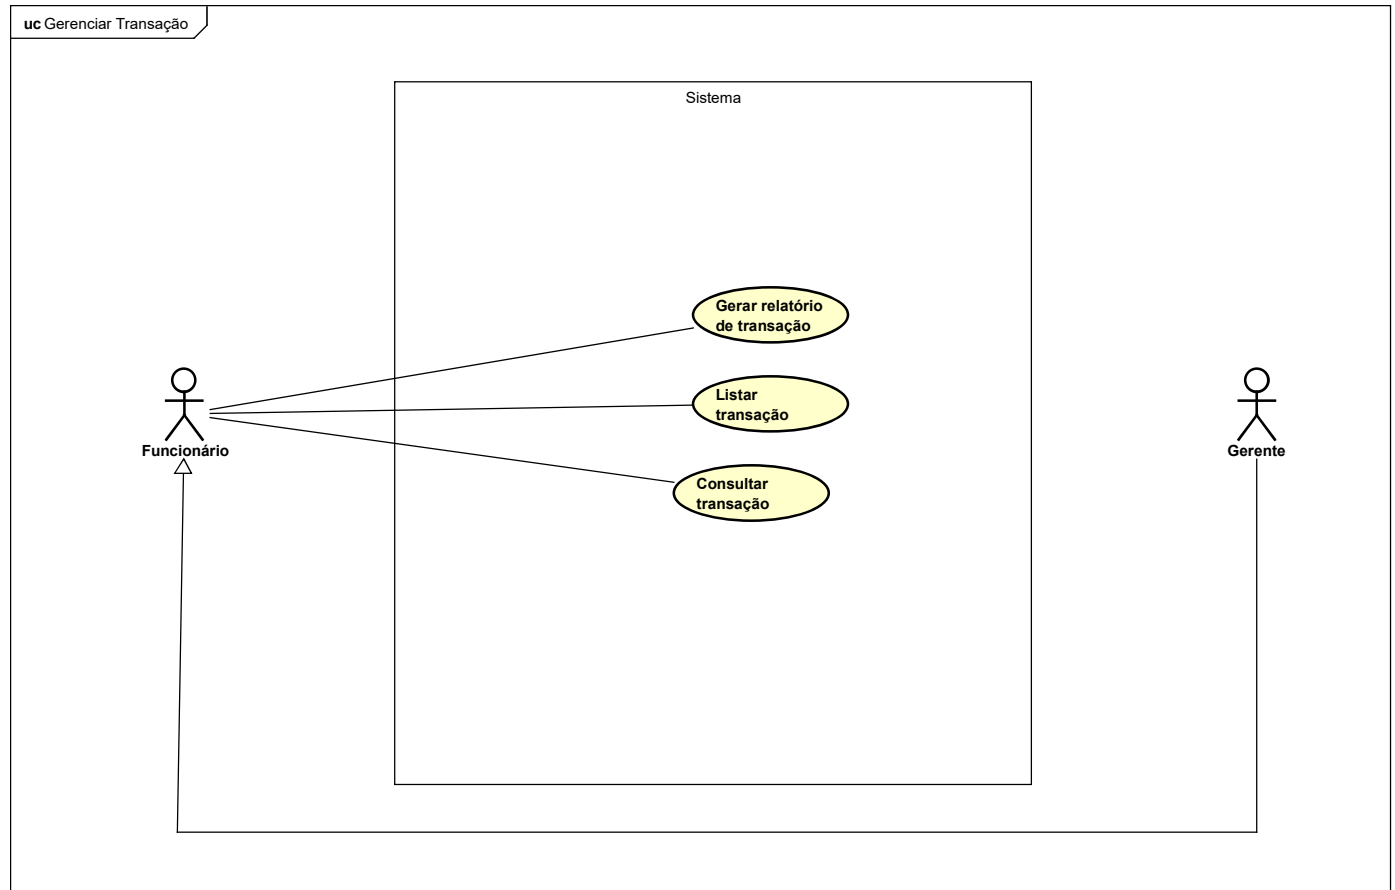 uc Gerenciar Transação
Sistema
Gerar relatório
de transação
Listar
transação
Consultar
transação
Funcionário
Gerente